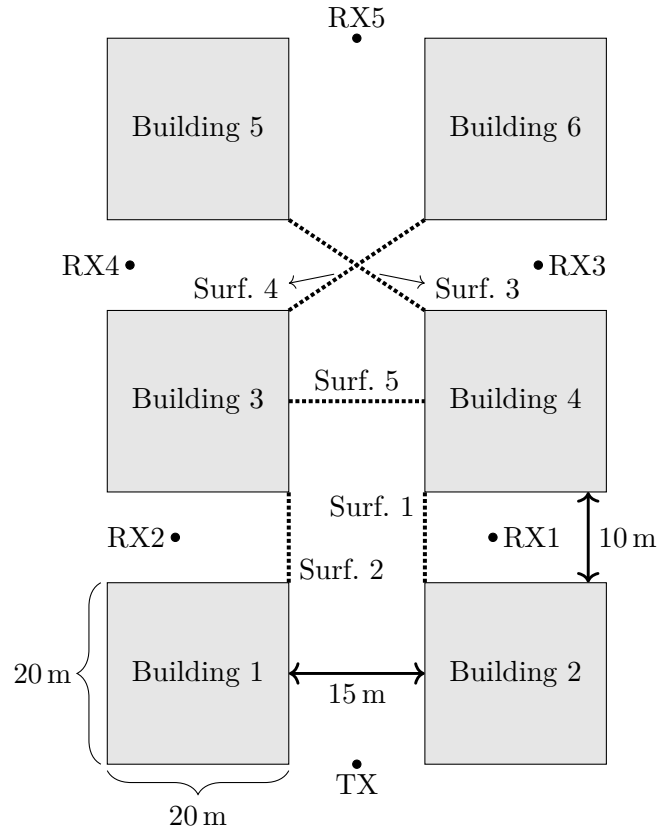 RX5
Building 5
Building 6
RX4
RX3
Surf. 4
Surf. 3
Surf. 5
Building 3
Building 4
Surf. 1
RX2
RX1
10 m
Surf. 2
20 m
Building 1
Building 2
15 m
TX
20 m